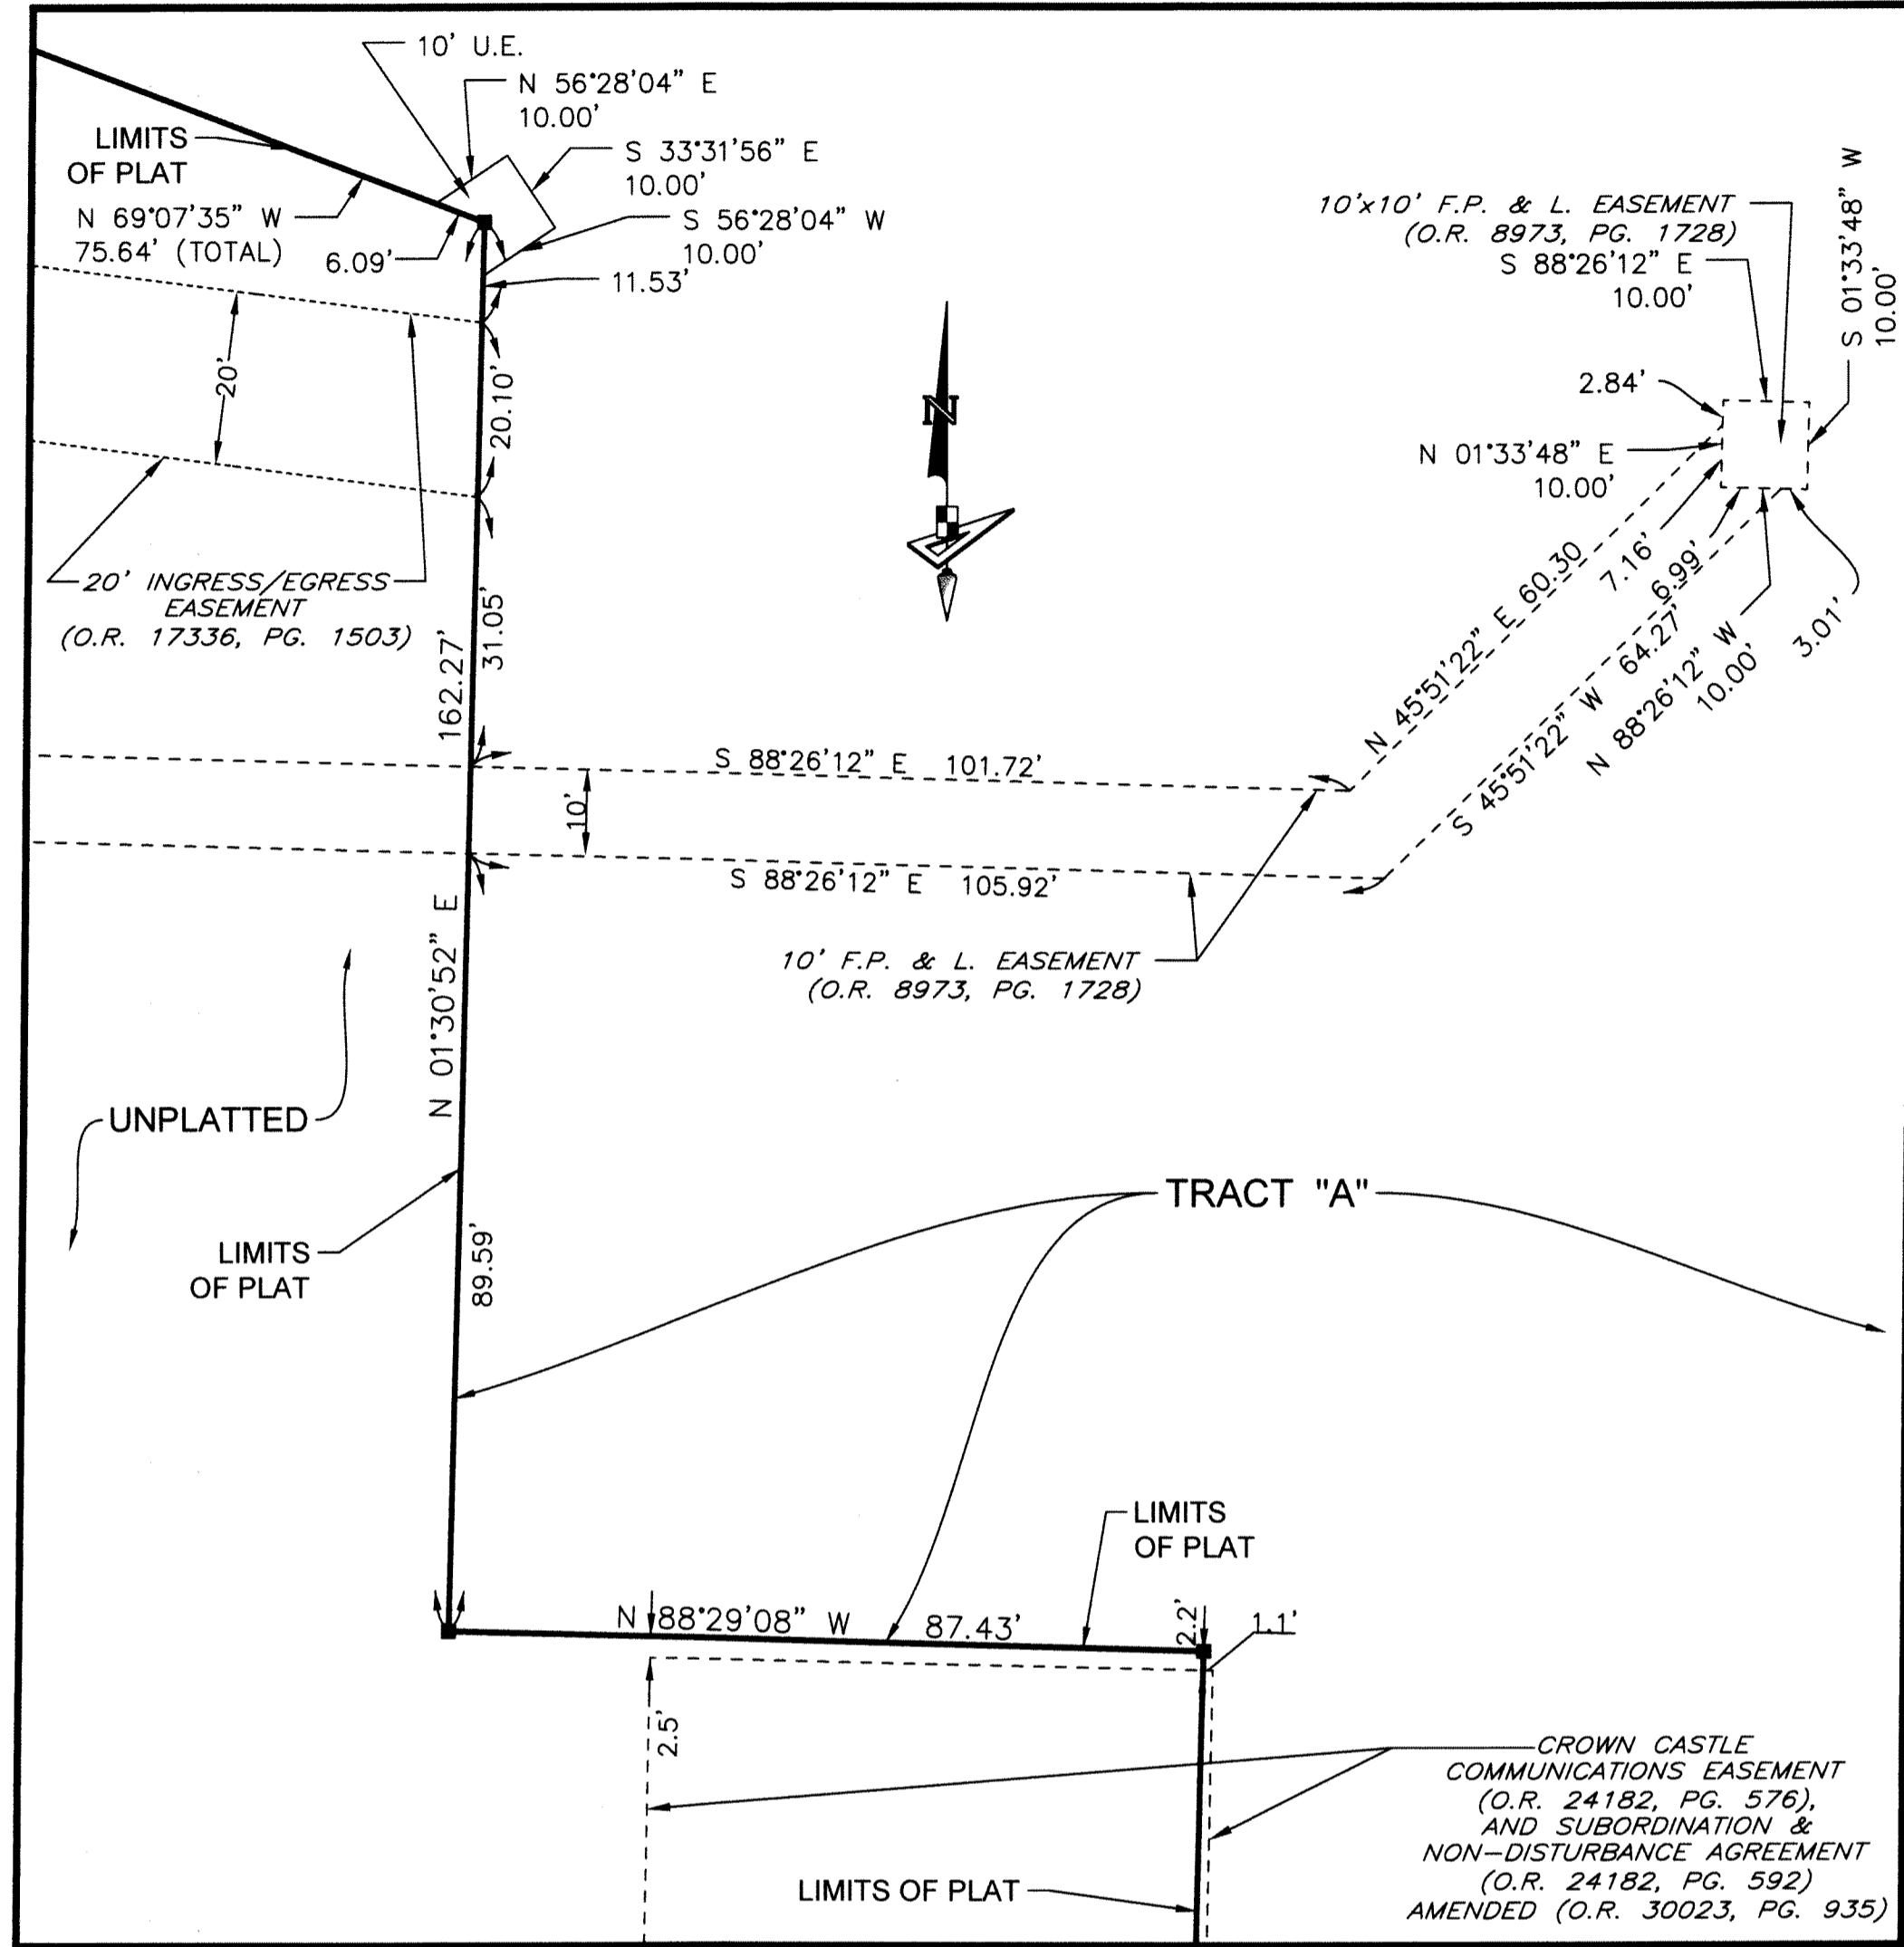 10' U.E.
N 56°28'04" E
10.00'
LIMITS
OF PLAT
S 33°31'56" E
10.00'
N 69°07'35" W
75.64' (TOTAL)
6.09'
S 56°28'04" W
10.00'
11.53'
10'x10' F.P. & L. EASEMENT
(O.R. 8973, PG. 1728)
S 88°26'12" E
10.00'
S 01°33'48" W
10.00'
2.84'
N 01°33'48" E
10.00'
20'
20.10'
N
20' INGRESS/EGRESS
EASEMENT
(O.R. 17336, PG. 1503)
162.27'
31.05'
N 45°51'22" E 60.30
7.16'
6.99'
S 45°51'22" W 64.27'
N 88°26'12" W
10.00'
3.01'
S 88°26'12" E 101.72'
10'
S 88°26'12" E 105.92'
10' F.P. & L. EASEMENT
(O.R. 8973, PG. 1728)
N 01°30'52" E
UNPLATTED
TRACT "A"
LIMITS
OF PLAT
89.59'
LIMITS
OF PLAT
N 88°29'08" W 87.43'
2.2'
1.1'
2.5'
CROWN CASTLE
COMMUNICATIONS EASEMENT
(O.R. 24182, PG. 576),
AND SUBORDINATION &
NON-DISTURBANCE AGREEMENT
(O.R. 24182, PG. 592)
AMENDED (O.R. 30023, PG. 935)
LIMITS OF PLAT